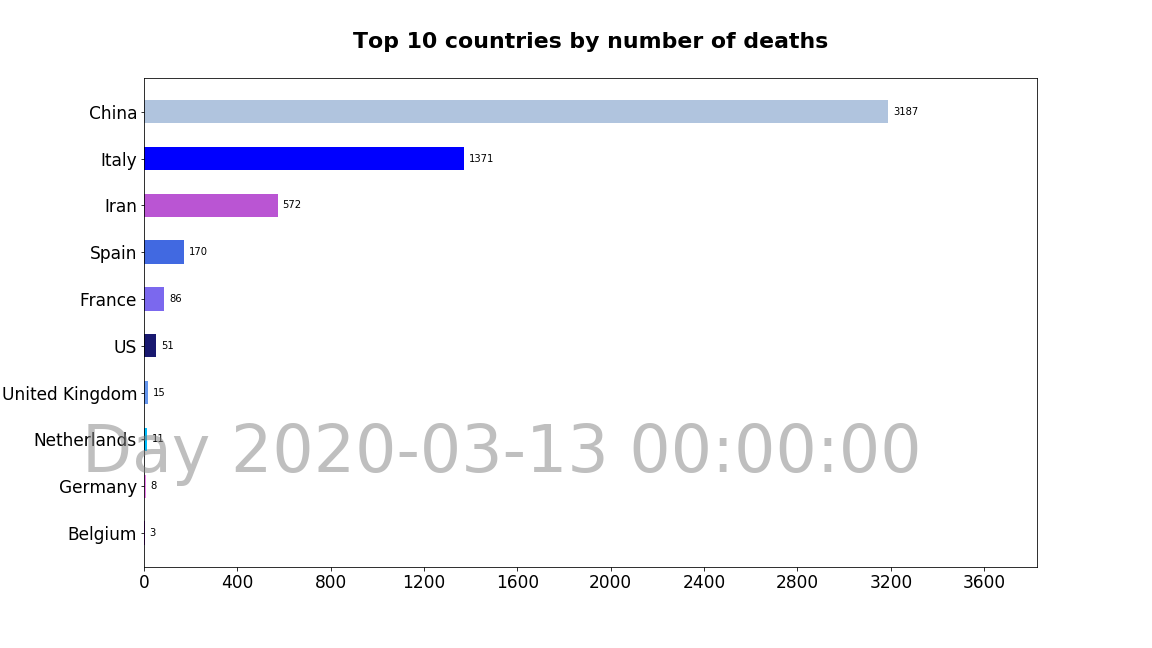 Top 10 countries by number of deaths
China 3187
Italy 1371
Iran 572
Spain 170
France 86
US 51
United Kingdom 15
Netherlands 11
Day 2020-03-13 00:00:00
Germany 8
Belgium 3
0 400 800 1200 1600 2000 2400 2800 3200 3600